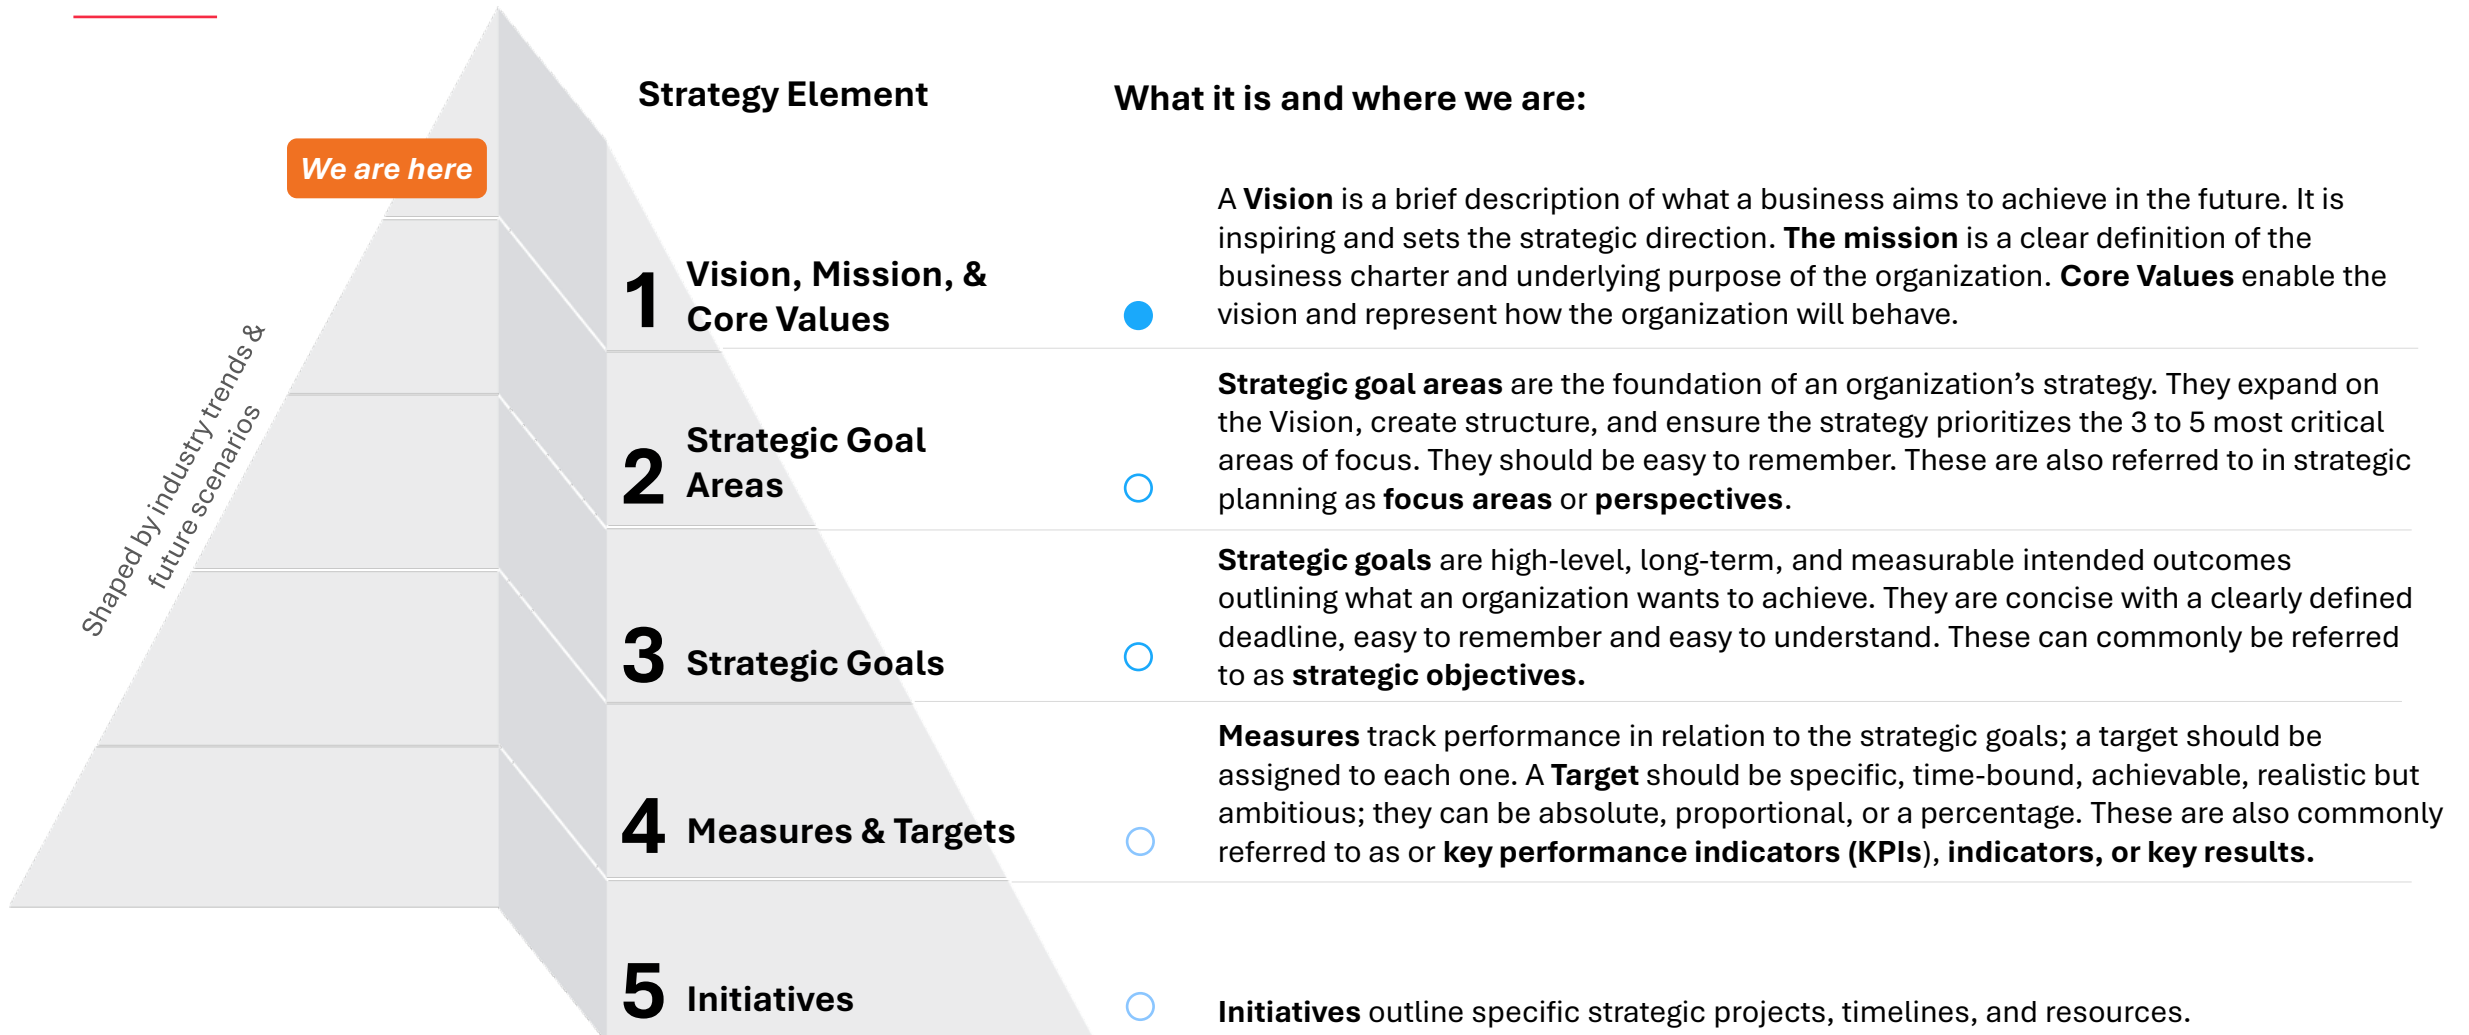 Strategy Element
What it is and where we are:
We are here
Shaped by industry trends &
future scenarios
1
Vision, Mission, &
Core Values
A Vision is a brief description of what a business aims to achieve in the future. It is
inspiring and sets the strategic direction. The mission is a clear definition of the
business charter and underlying purpose of the organization. Core Values enable the
vision and represent how the organization will behave.
2
Strategic Goal
Areas
Strategic goal areas are the foundation of an organization’s strategy. They expand on
the Vision, create structure, and ensure the strategy prioritizes the 3 to 5 most critical
areas of focus. They should be easy to remember. These are also referred to in strategic
planning as focus areas or perspectives.
3
Strategic Goals
Strategic goals are high-level, long-term, and measurable intended outcomes
outlining what an organization wants to achieve. They are concise with a clearly defined
deadline, easy to remember and easy to understand. These can commonly be referred
to as strategic objectives.
4
Measures & Targets
Measures track performance in relation to the strategic goals; a target should be
assigned to each one. A Target should be specific, time-bound, achievable, realistic but
ambitious; they can be absolute, proportional, or a percentage. These are also commonly
referred to as or key performance indicators (KPIs), indicators, or key results.
5
Initiatives
Initiatives outline specific strategic projects, timelines, and resources.